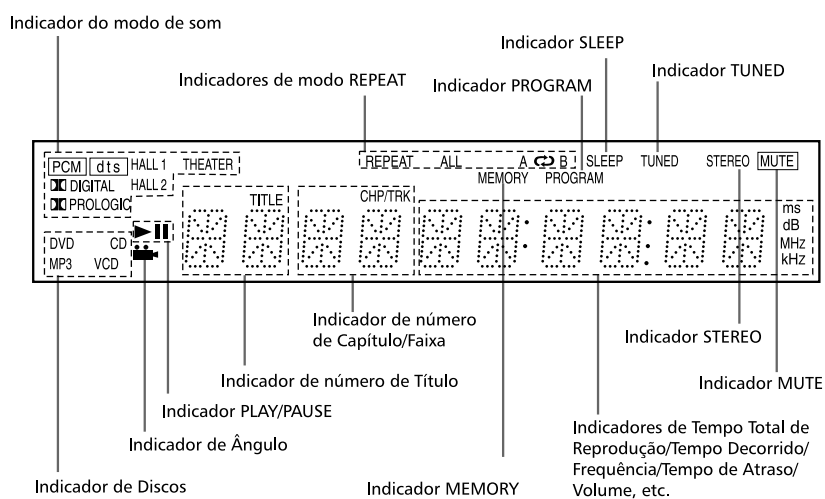 Indicador do modo de som
Indicador SLEEP
Indicadores de modo REPEAT
Indicador PROGRAM
Indicador TUNED
PCM dts HALL 1 THEATER
REPEAT ALL A B SLEEP TUNED STEREO MUTE
DIGITAL HALL 2
MEMORY PROGRAM
PROLOGIC
TITLE
CHP/TRK
ms
dB
MHz
kHz
DVD CD
MP3 VCD
Indicador de número
de Capítulo/Faixa
Indicador STEREO
Indicador de número de Título
Indicador MUTE
Indicador PLAY/PAUSE
Indicador de Ângulo
Indicadores de Tempo Total de
Reprodução/Tempo Decorrido/
Frequência/Tempo de Atraso/
Volume, etc.
Indicador de Discos
Indicador MEMORY